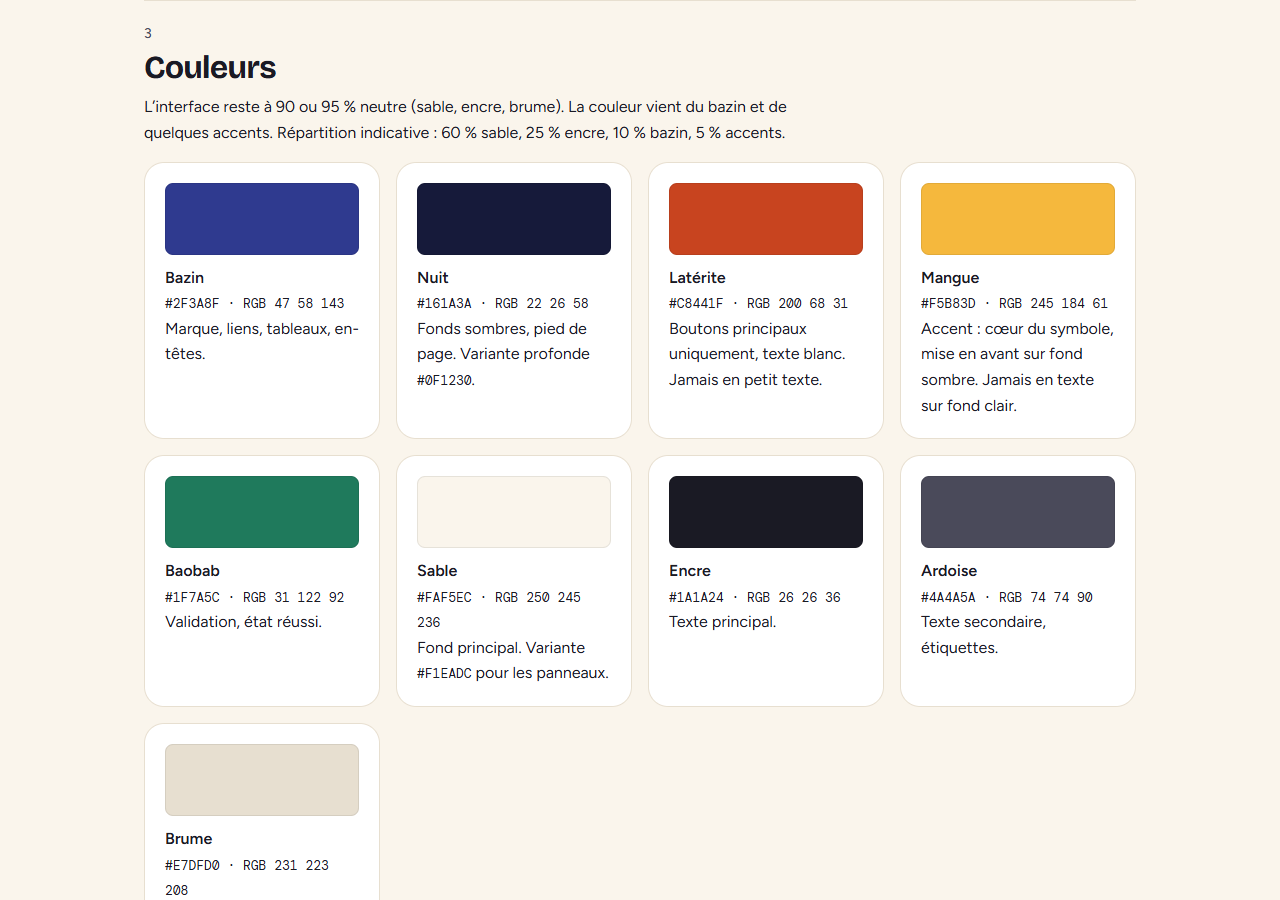 3
Couleurs
L’interface reste à 90 ou 95 % neutre (sable, encre, brume). La couleur vient du bazin et de
quelques accents. Répartition indicative : 60 % sable, 25 % encre, 10 % bazin, 5 % accents.
Bazin
#2F3A8F · RGB 47 58 143
Marque, liens, tableaux, en-
têtes.
Nuit
#161A3A · RGB 22 26 58
Fonds sombres, pied de
page. Variante profonde
#0F1230.
Latérite
#C8441F · RGB 200 68 31
Boutons principaux
uniquement, texte blanc.
Jamais en petit texte.
Mangue
#F5B83D · RGB 245 184 61
Accent : cœur du symbole,
mise en avant sur fond
sombre. Jamais en texte
sur fond clair.
Baobab
#1F7A5C · RGB 31 122 92
Validation, état réussi.
Sable
#FAF5EC · RGB 250 245
236
Fond principal. Variante
#F1EADC pour les panneaux.
Encre
#1A1A24 · RGB 26 26 36
Texte principal.
Ardoise
#4A4A5A · RGB 74 74 90
Texte secondaire,
étiquettes.
Brume
#E7DFD0 · RGB 231 223
208